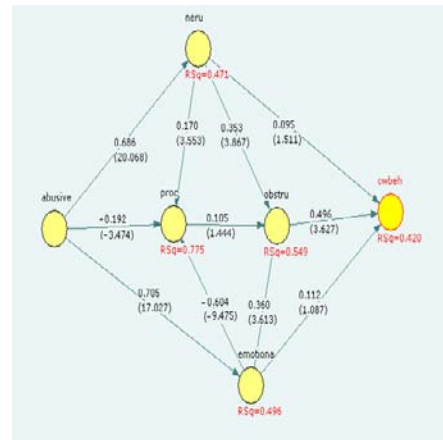 neru
RSq=0.471
0.686
(20.068)
0.170
(3.553)
0.353
(3.867)
0.095
(1.511)
abusive
proc
obstru
cwbeh
-0.192
(-3.474)
0.105
(1.444)
0.496
(3.627)
RSq=0.775
RSq=0.549
RSq=0.420
0.705
(17.027)
-0.604
(-9.475)
0.360
(3.613)
0.112
(1.087)
emotiona
RSq=0.496